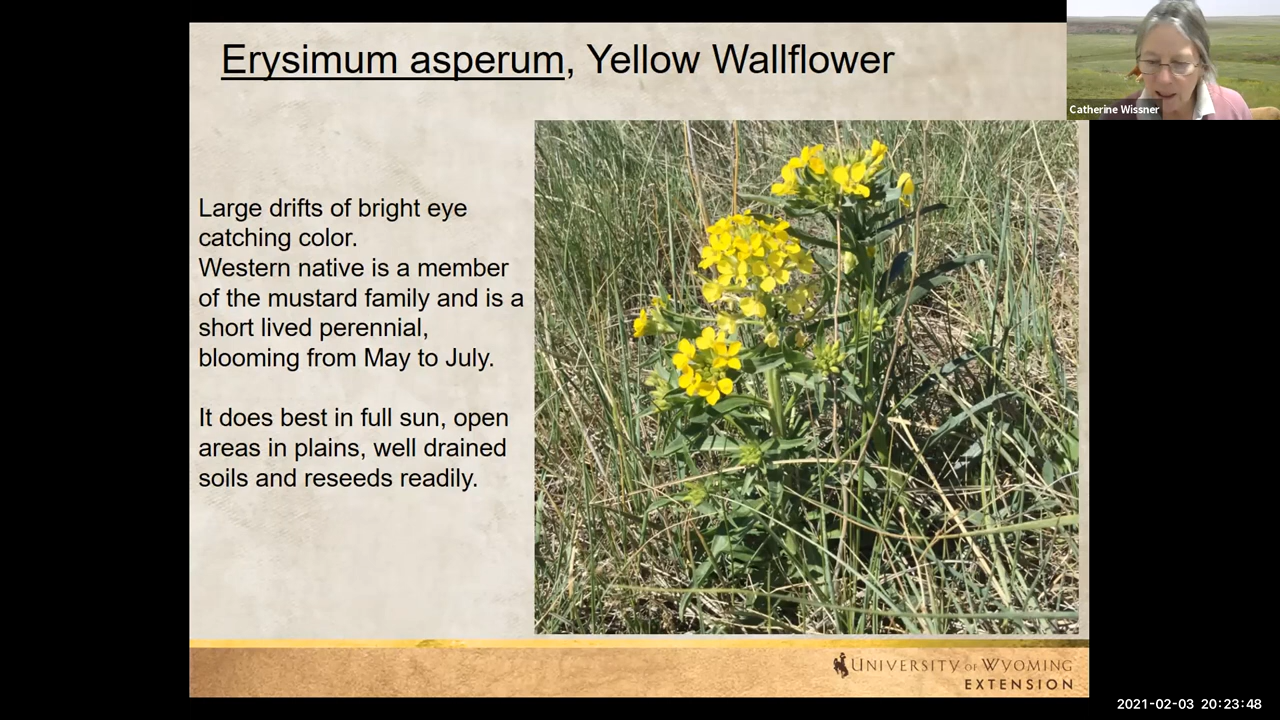 Erysimum asperum, Yellow Wallflower
Catherine Wissner
Large drifts of bright eye
catching color.
Western native is a member
of the mustard family and is a
short lived perennial,
blooming from May to July.
It does best in full sun, open
areas in plains, well drained
soils and reseeds readily.
UNIVERSITY OF WYOMING
EXTENSION
2021-02-03 20:23:48